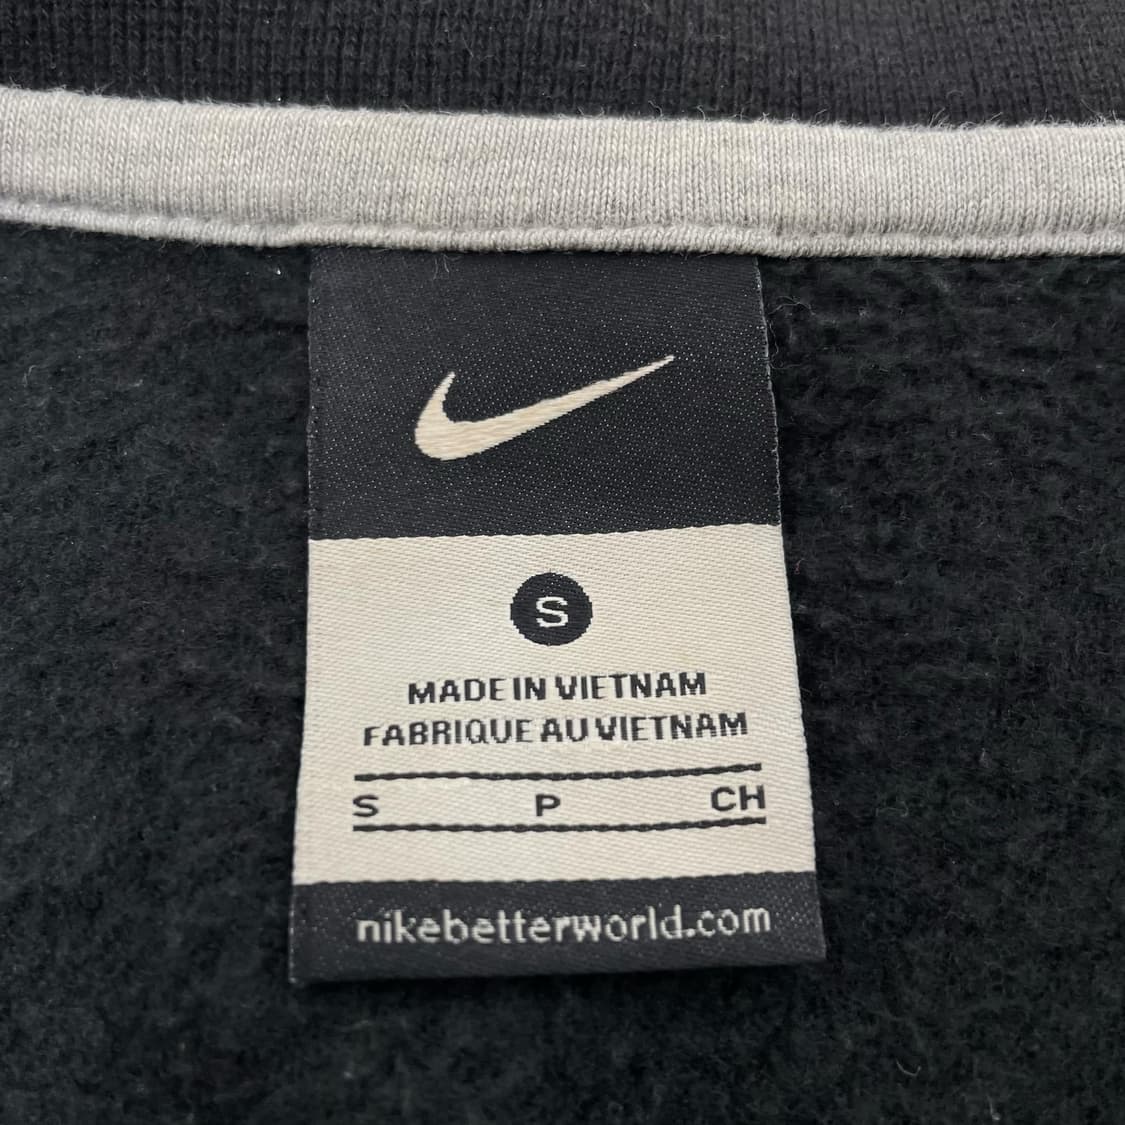 S
MADE IN VIETNAM
FABRIQUE AU VIETNAM
S P CH
nikebetterworld.com